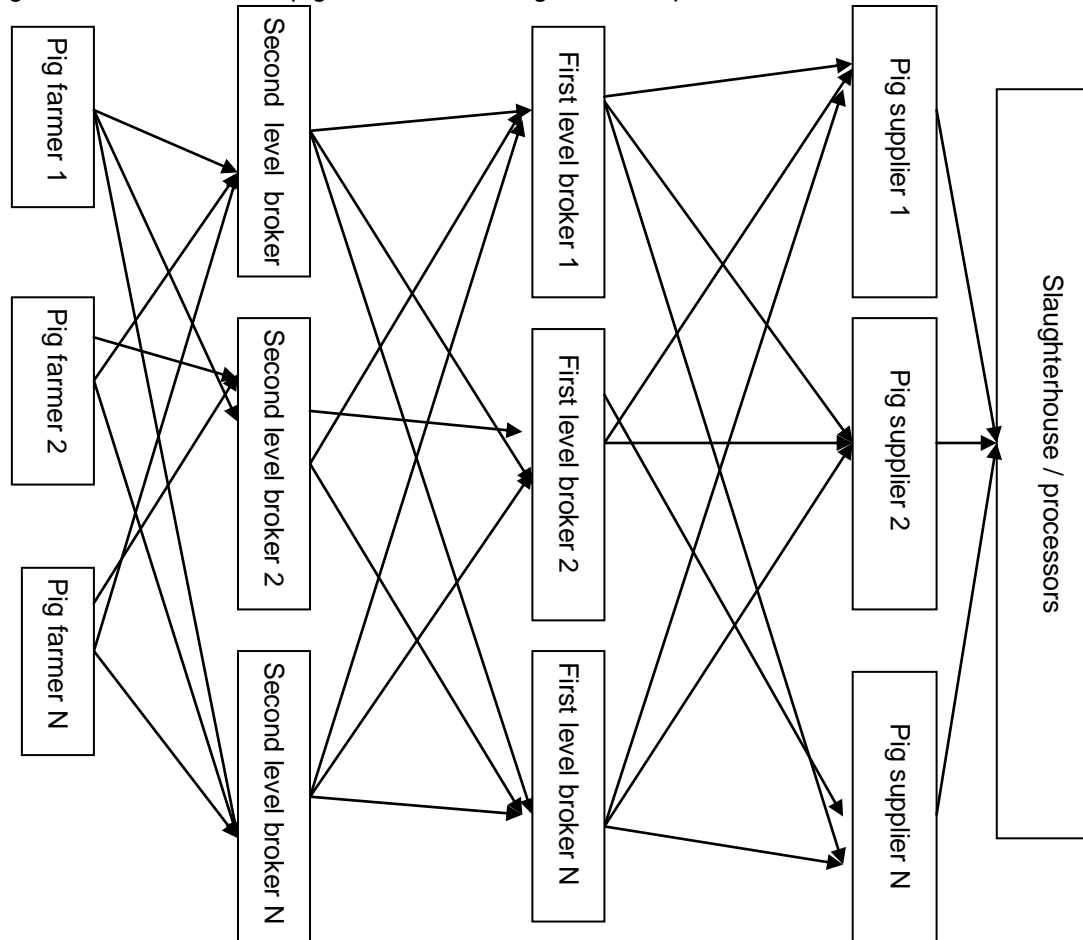 Pig farmer 1
Pig farmer 2
Pig farmer N
Second level broker
Second level broker 2
Second level broker N
First level broker 1
First level broker 2
First level broker N
Pig supplier 1
Pig supplier 2
Pig supplier N
Slaughterhouse / processors